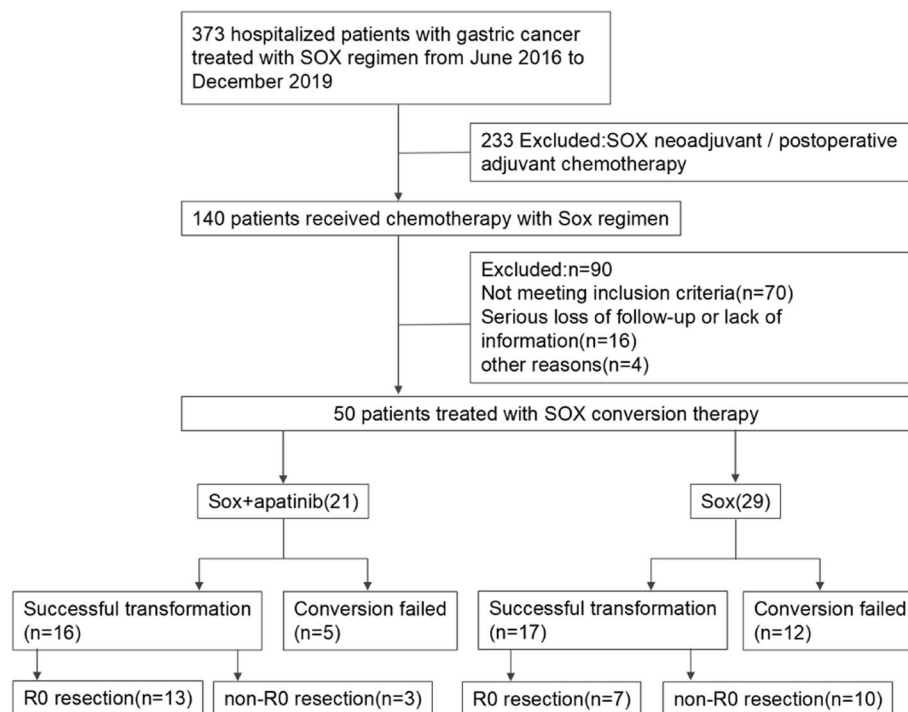 373 hospitalized patients with gastric cancer
treated with SOX regimen from June 2016 to
December 2019
233 Excluded:SOX neoadjuvant / postoperative
adjuvant chemotherapy
140 patients received chemotherapy with Sox regimen
Excluded:n=90
Not meeting inclusion criteria(n=70)
Serious loss of follow-up or lack of
information(n=16)
other reasons(n=4)
50 patients treated with SOX conversion therapy
Sox+apatinib(21)
Sox(29)
Successful transformation
(n=16)
Conversion failed
(n=5)
Successful transformation
(n=17)
Conversion failed
(n=12)
R0 resection(n=13)
non-R0 resection(n=3)
R0 resection(n=7)
non-R0 resection(n=10)